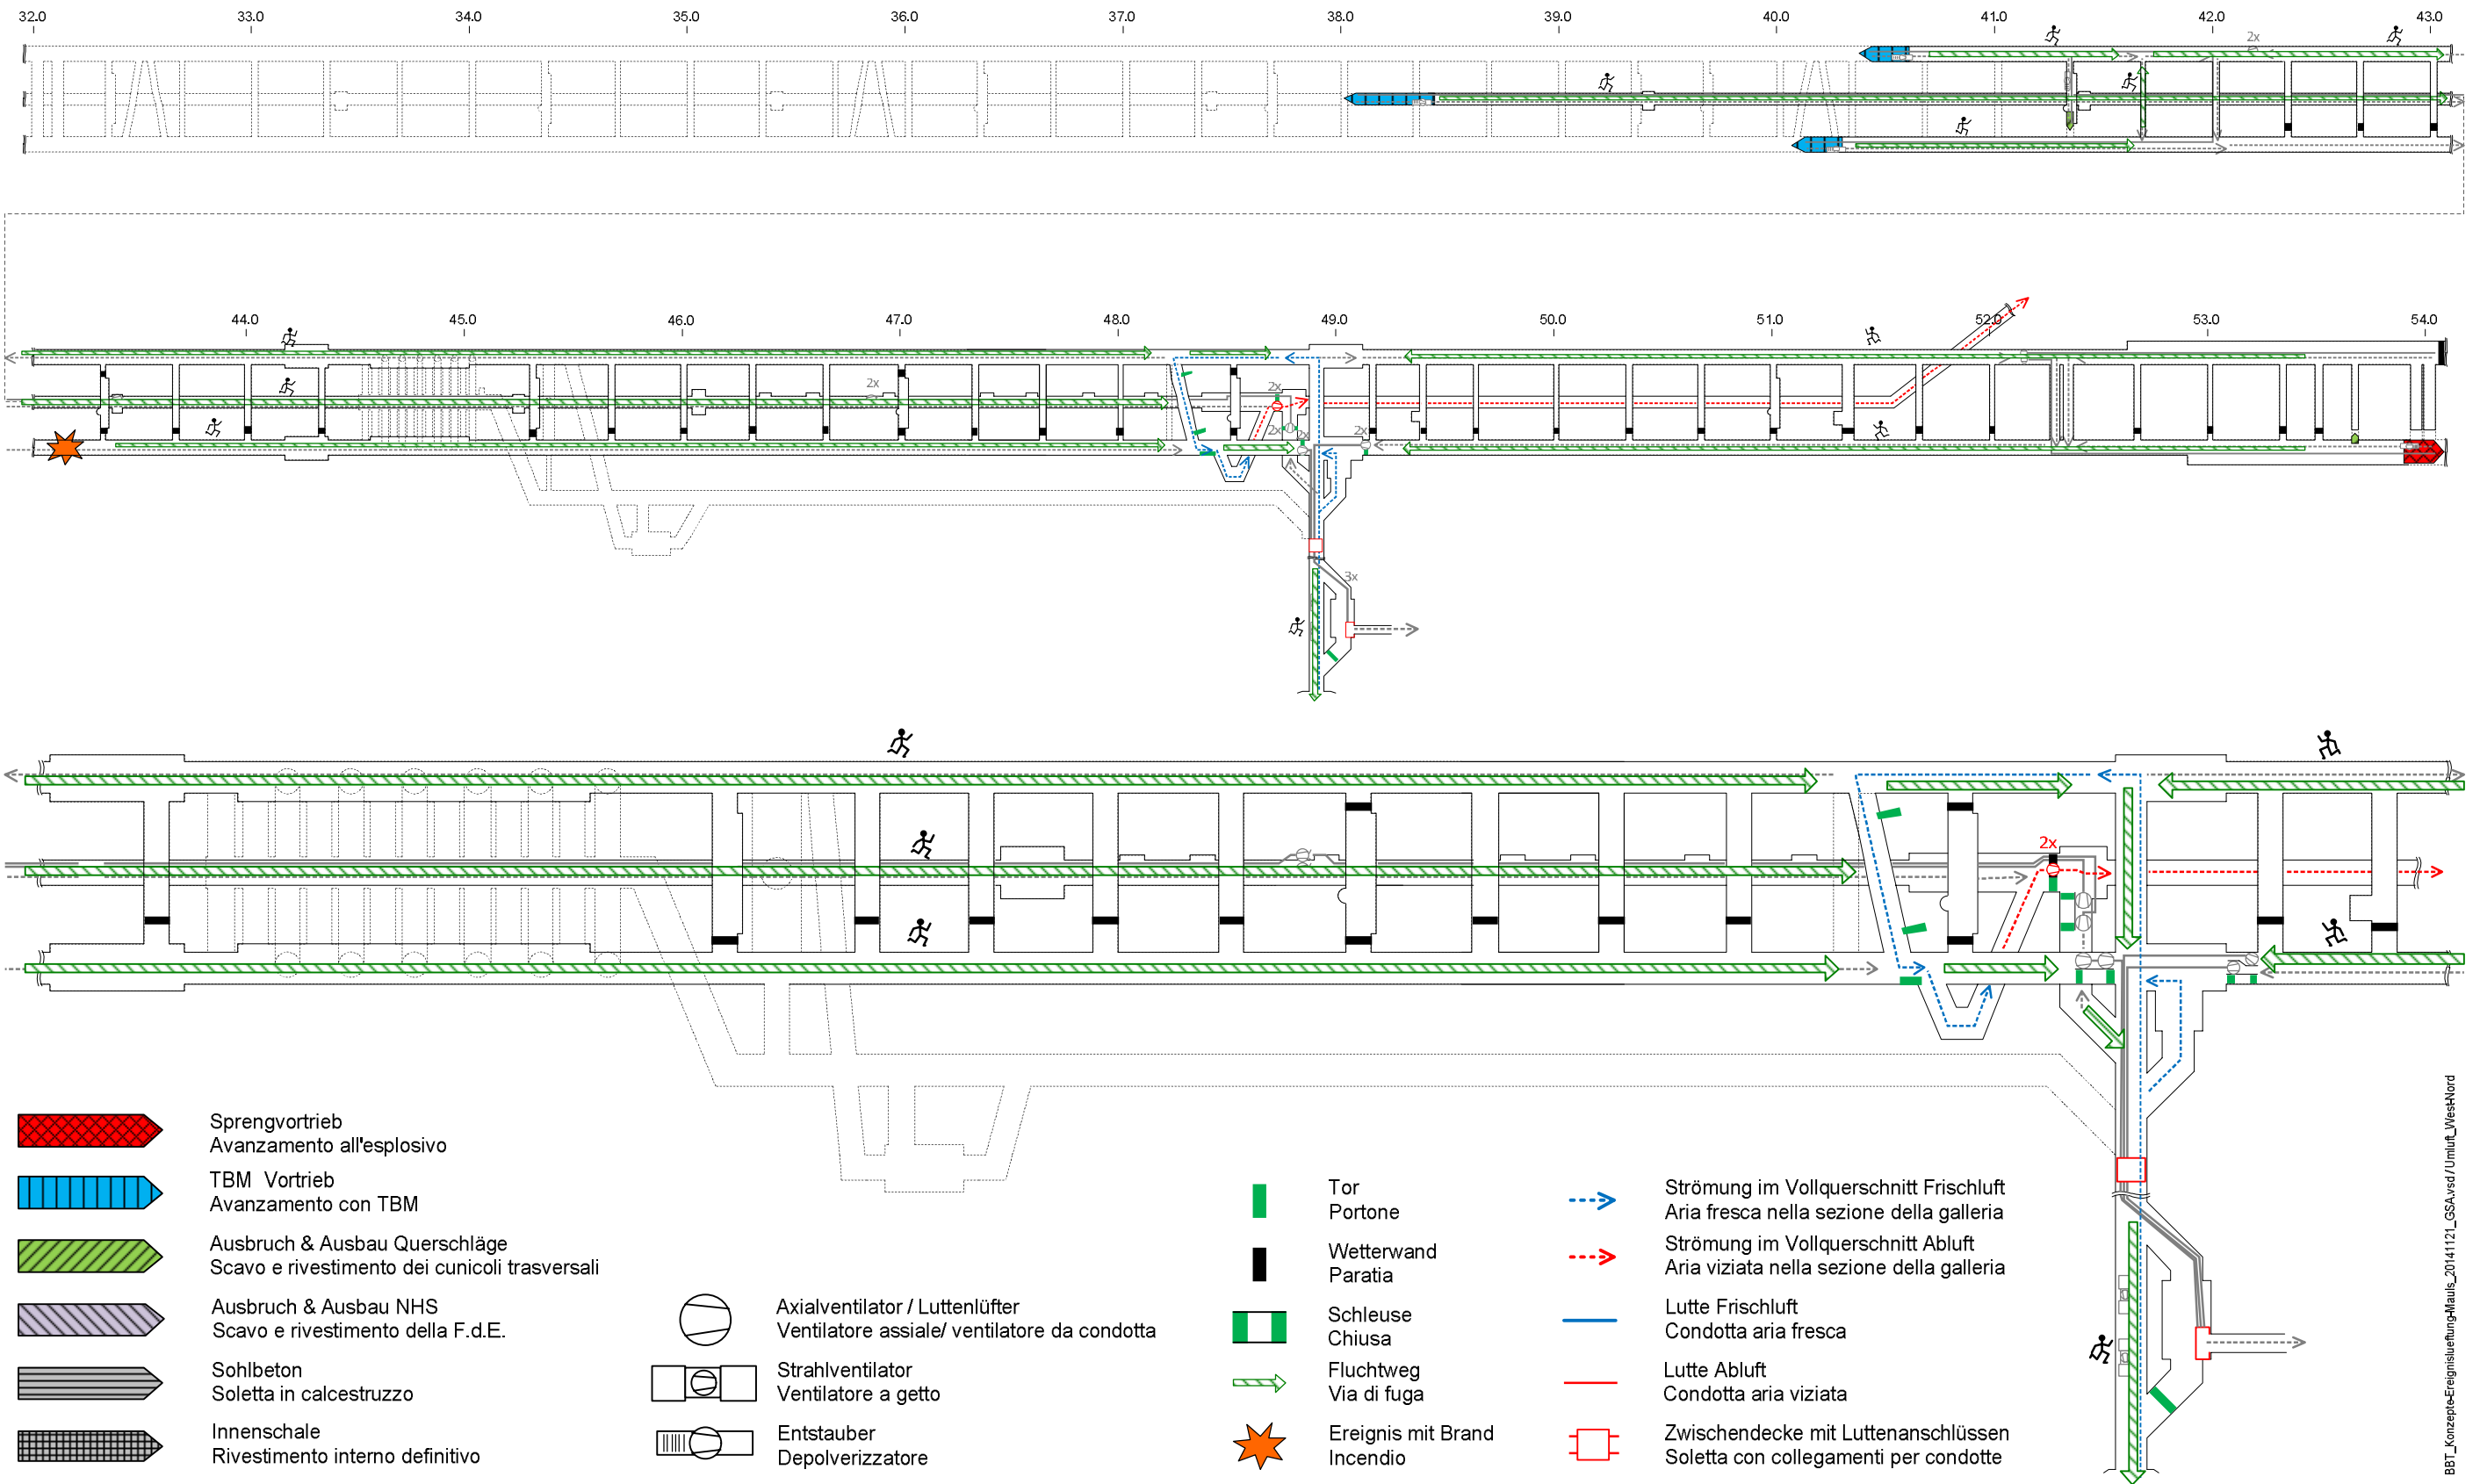 32.0 33.0 34.0 35.0 36.0 37.0 38.0 39.0 40.0 41.0 42.0 43.0
2x
44.0 45.0 46.0 47.0 48.0 49.0 50.0 51.0 52.0 53.0 54.0
2x
2x
2x
2x
2x
3x
2x
Sprengvortrieb
Avanzamento all'esplosivo
TBM Vortrieb
Avanzamento con TBM
Ausbruch & Ausbau Querschläge
Scavo e rivestimento dei cunicoli trasversali
Ausbruch & Ausbau NHS
Scavo e rivestimento della F.d.E.
Sohlbeton
Soletta in calcestruzzo
Innenschale
Rivestimento interno definitivo
Axialventilator / Luttenlüfter
Ventilatore assiale/ ventilatore da condotta
Strahlventilator
Ventilatore a getto
Entstauber
Depolverizzatore
Tor
Portone
Wetterwand
Paratia
Schleuse
Chiusa
Fluchtweg
Via di fuga
Ereignis mit Brand
Incendio
Strömung im Vollquerschnitt Frischluft
Aria fresca nella sezione della galleria
Strömung im Vollquerschnitt Abluft
Aria viziata nella sezione della galleria
Lutte Frischluft
Condotta aria fresca
Lutte Abluft
Condotta aria viziata
Zwischendecke mit Luttenanschlüssen
Soletta con collegamenti per condotte
BBT_Konzepte-Ereignislueftung-Mauls_20141121_GSA.vsd / Umluft_West-Nord